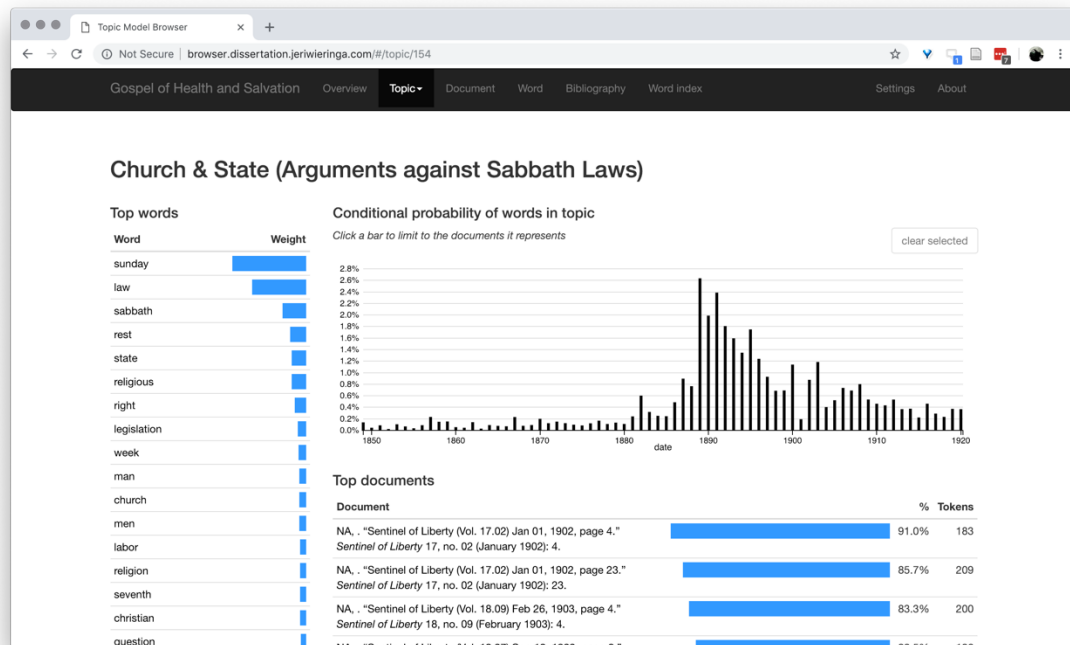 Topic Model Browser
Not Secure | browser.dissertation.jeriwieringa.com/#/topic/154
1
7
Gospel of Health and Salvation Overview Topic Document Word Bibliography Word index Settings About
Church & State (Arguments against Sabbath Laws)
Top words
Word Weight
sunday
law
sabbath
rest
state
religious
right
legislation
week
man
church
men
labor
religion
seventh
christian
question
Conditional probability of words in topic
Click a bar to limit to the documents it represents
clear selected
2.8%
2.6%
2.4%
2.2%
2.0%
1.8%
1.6%
1.4%
1.2%
1.0%
0.8%
0.6%
0.4%
0.2%
0.0%
1850 1860 1870 1880 1890 1900 1910 1920
date
Top documents
Document % Tokens
NA, . “Sentinel of Liberty (Vol. 17.02) Jan 01, 1902, page 4.” 91.0% 183
Sentinel of Liberty 17, no. 02 (January 1902): 4.
NA, . “Sentinel of Liberty (Vol. 17.02) Jan 01, 1902, page 23.” 85.7% 209
Sentinel of Liberty 17, no. 02 (January 1902): 23.
NA, . “Sentinel of Liberty (Vol. 18.09) Feb 26, 1903, page 4.” 83.3% 200
Sentinel of Liberty 18, no. 09 (February 1903): 4.